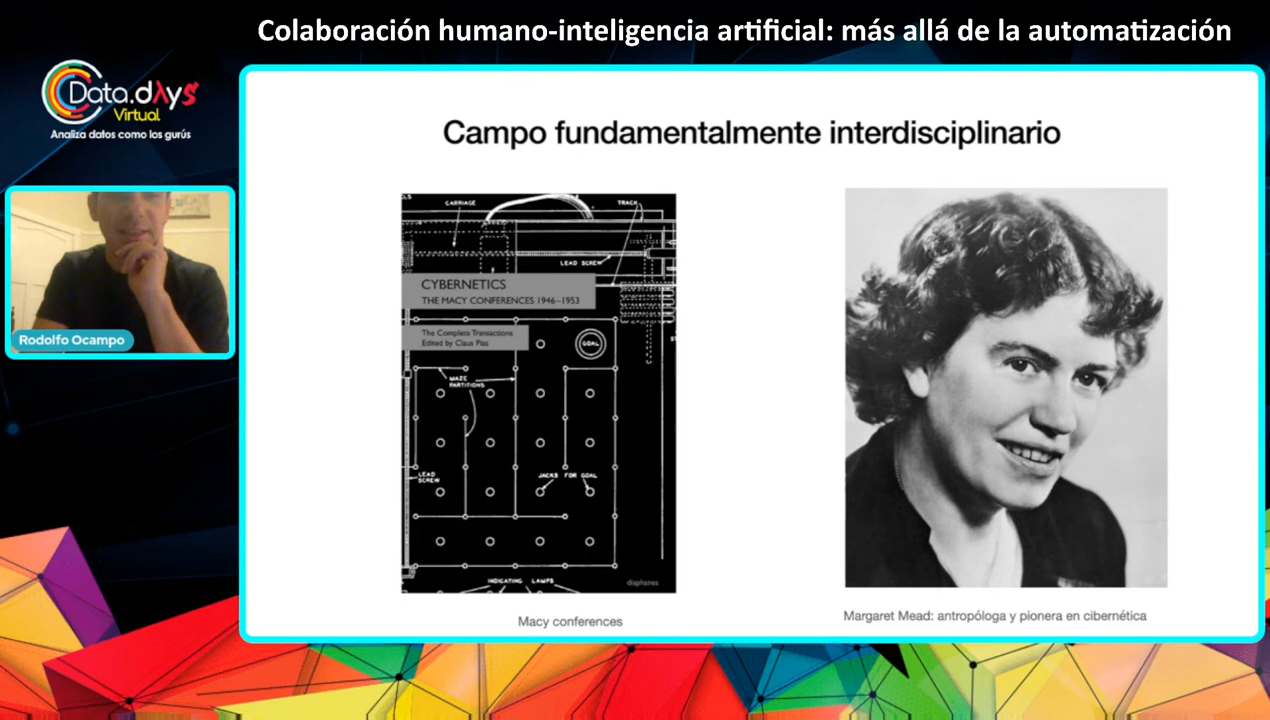 Colaboración humano-inteligencia artificial: más allá de la automatización
Data.dAys
Virtual
Analiza datos como los gurús
Rodolfo Ocampo
Campo fundamentalmente interdisciplinario
CARRIAGE
TRACK
LEAD SCREW
CYBERNETICS
THE MACY CONFERENCES 1946–1953
The Complete Transactions
Edited by Claus Pias
GOAL
MAZE
PARTITIONS
LEAD
SCREW
JACKS FOR GOAL
INDICATING LAMPS
diaphanes
Macy conferences
Margaret Mead: antropóloga y pionera en cibernética